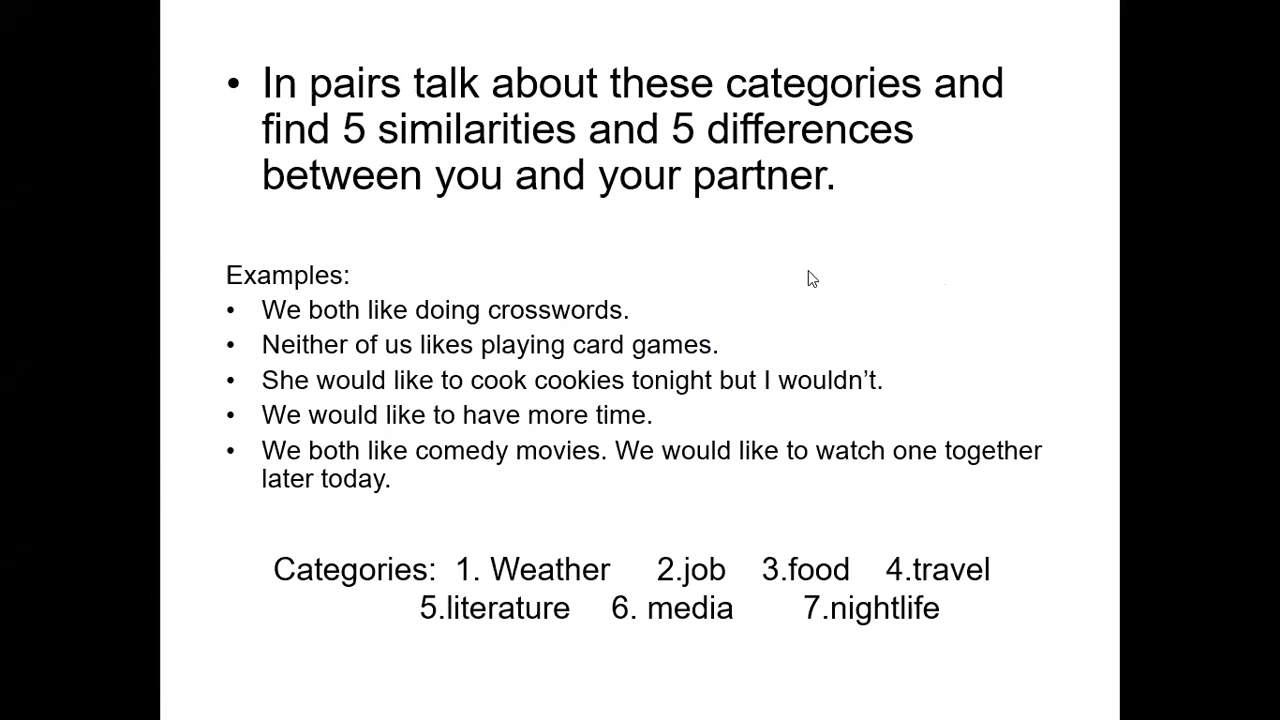 • In pairs talk about these categories and
find 5 similarities and 5 differences
between you and your partner.
Examples:
• We both like doing crosswords.
• Neither of us likes playing card games.
• She would like to cook cookies tonight but I wouldn’t.
• We would like to have more time.
• We both like comedy movies. We would like to watch one together
later today.
Categories: 1. Weather 2.job 3.food 4.travel
5.literature 6. media 7.nightlife